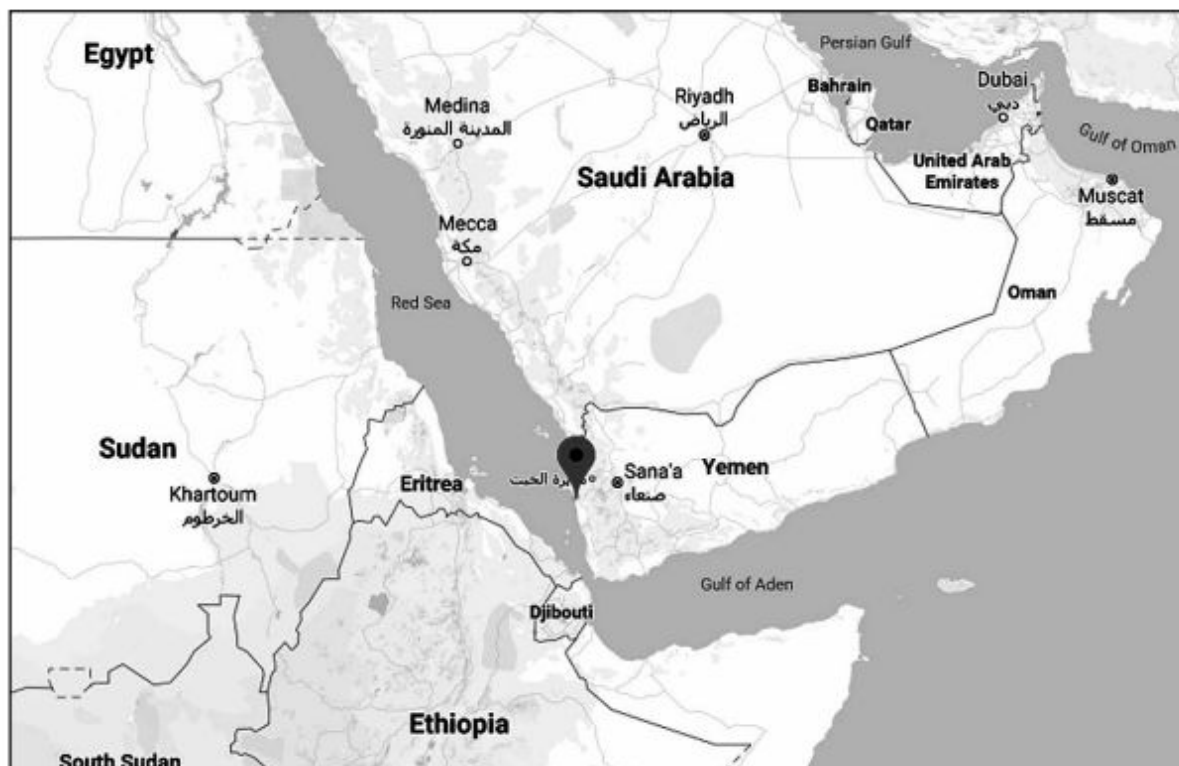 Egypt
Persian Gulf
Medina
المدينة المنورة
Riyadh
الرياض
Bahrain
Dubai
دبي
Qatar
Gulf of Oman
United Arab
Emirates
Saudi Arabia
Muscat
مسقط
Mecca
مكة
Oman
Red Sea
Sudan
Khartoum
الخرطوم
Eritrea
الخبت
Sana'a
صنعاء
Yemen
Gulf of Aden
Djibouti
Ethiopia
South Sudan